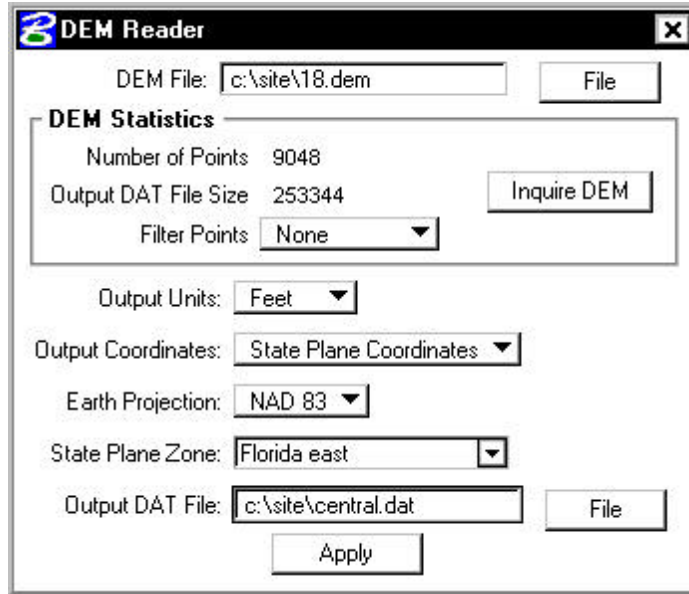 DEM Reader
DEM File: c:\site\18.dem File
DEM Statistics
Number of Points 9048
Output DAT File Size 253344 Inquire DEM
Filter Points None
Output Units: Feet
Output Coordinates: State Plane Coordinates
Earth Projection: NAD 83
State Plane Zone: Florida east
Output DAT File: c:\site\central.dat File
Apply